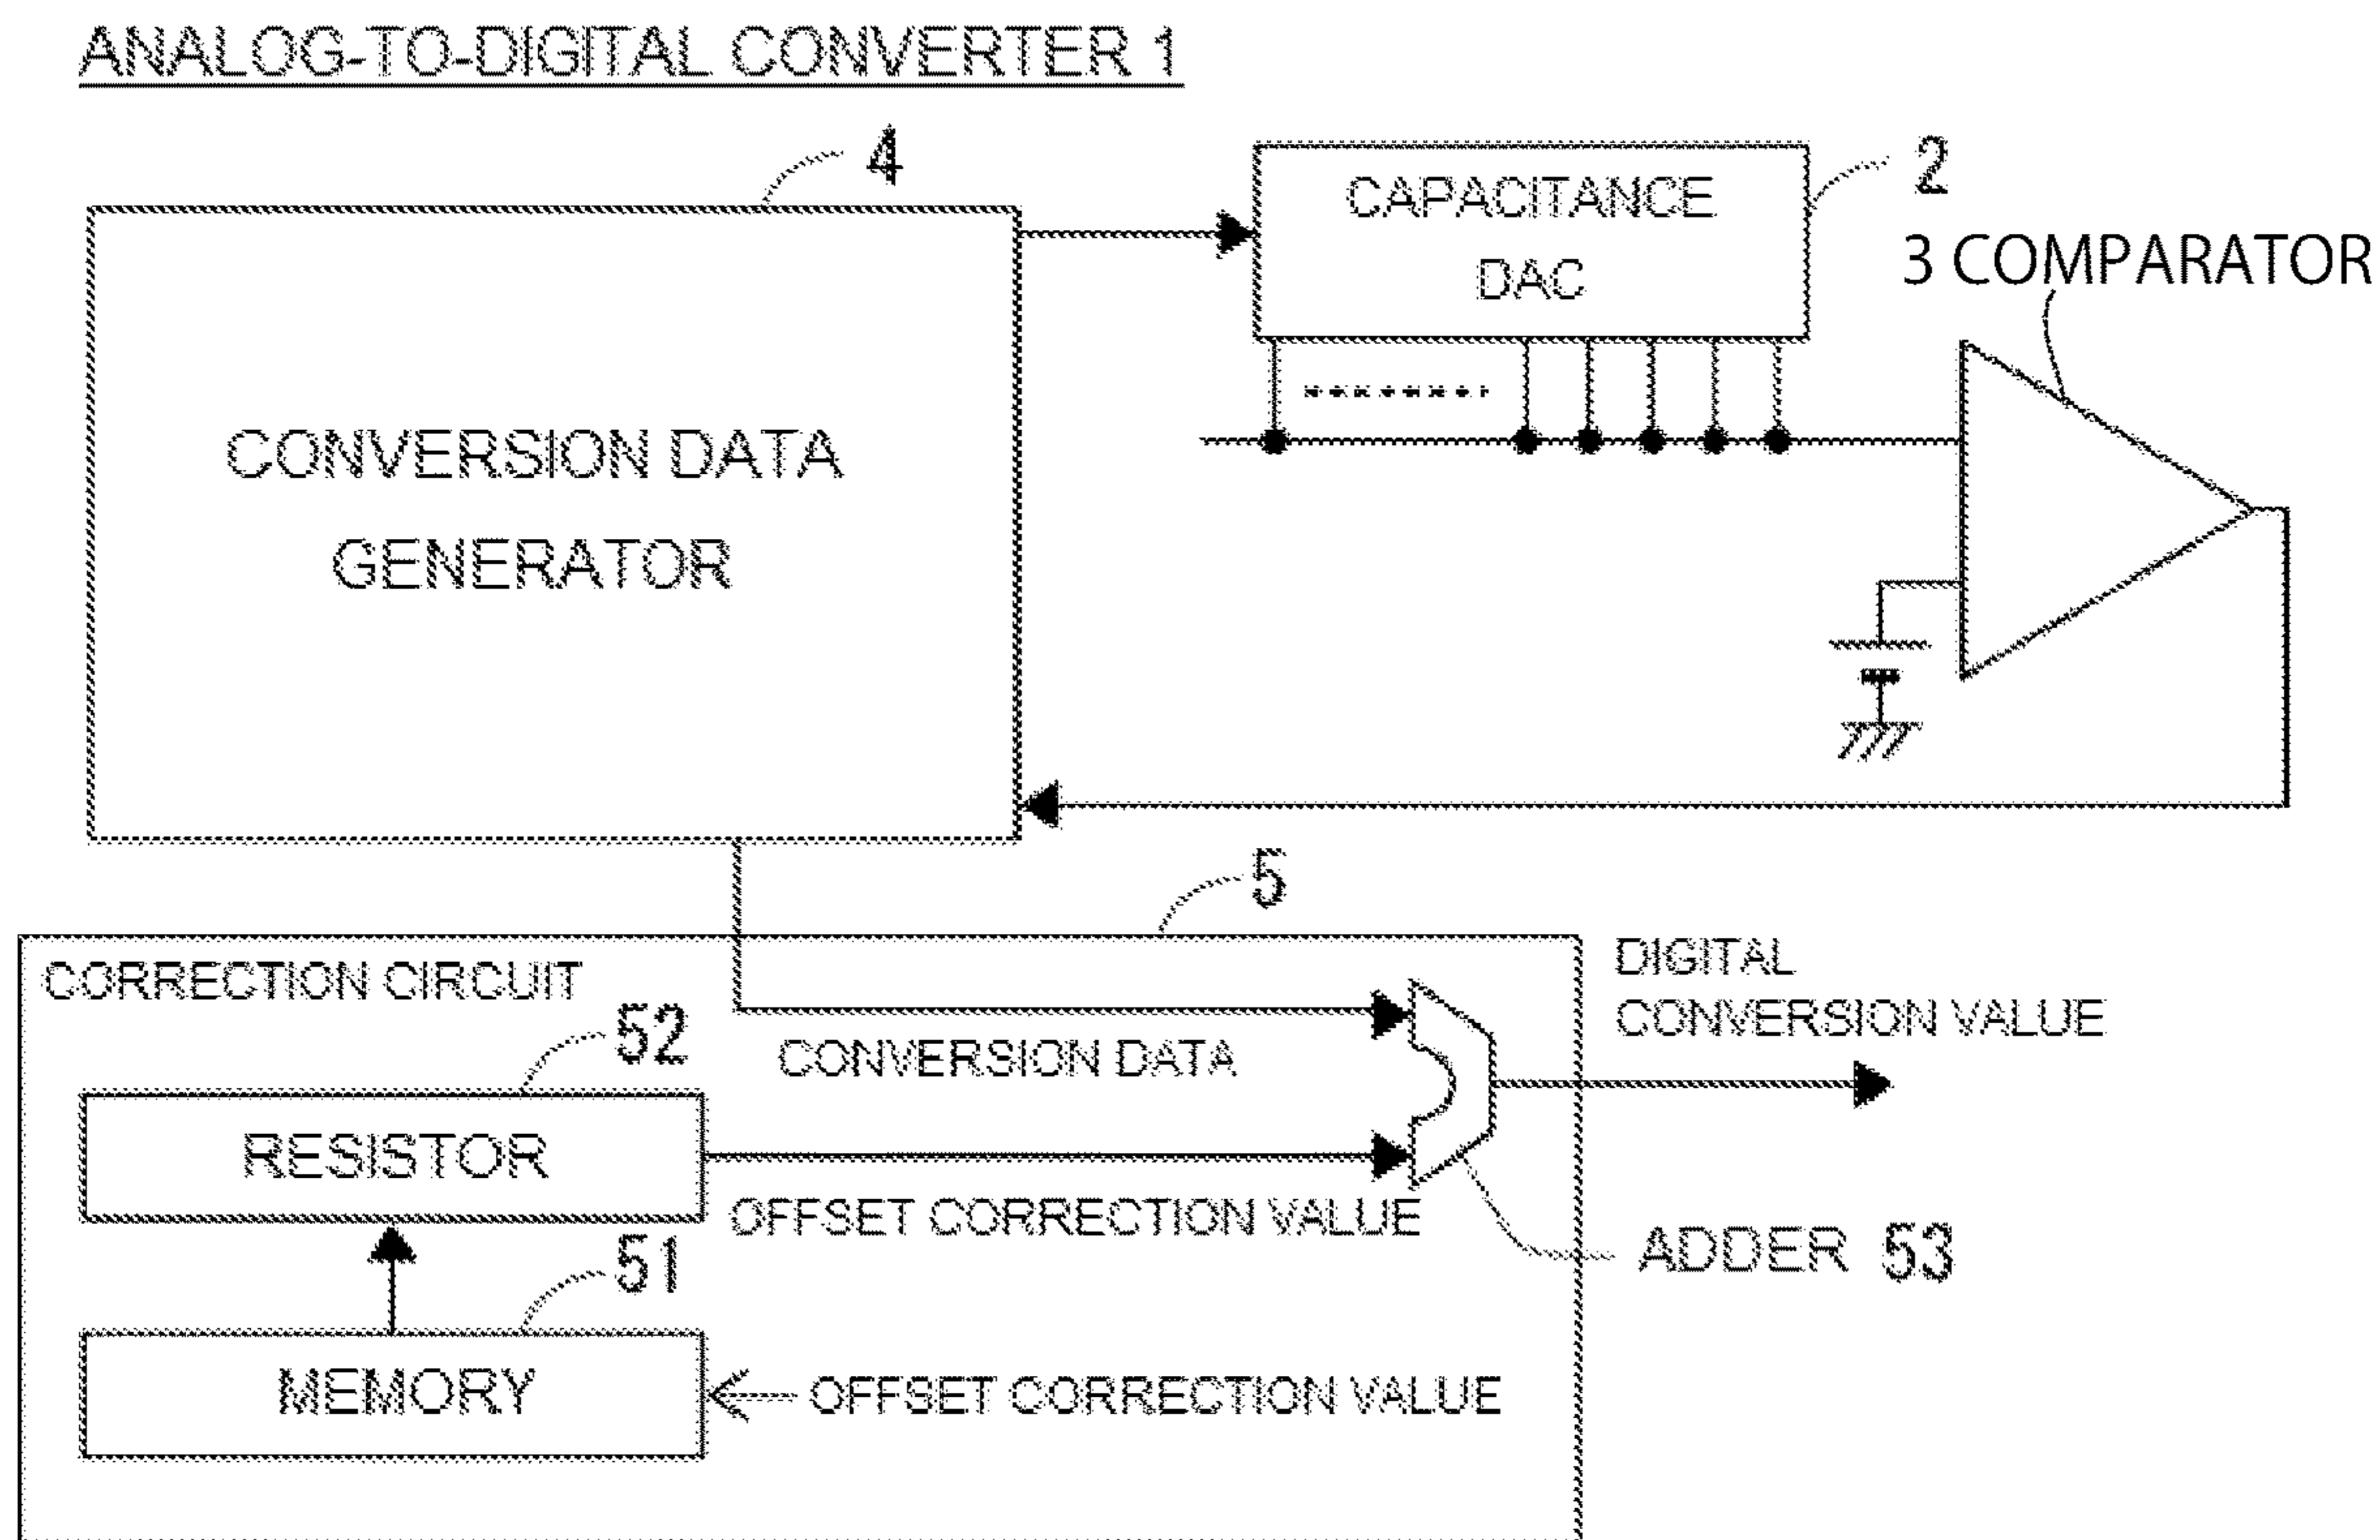 ANALOG-TO-DIGITAL CONVERTER 1
4
2
CAPACITANCE
DAC
3 COMPARATOR
CONVERSION DATA
GENERATOR
5
CORRECTION CIRCUIT
DIGITAL
CONVERSION VALUE
52
CONVERSION DATA
RESISTOR
OFFSET CORRECTION VALUE
51
ADDER 53
MEMORY
OFFSET CORRECTION VALUE